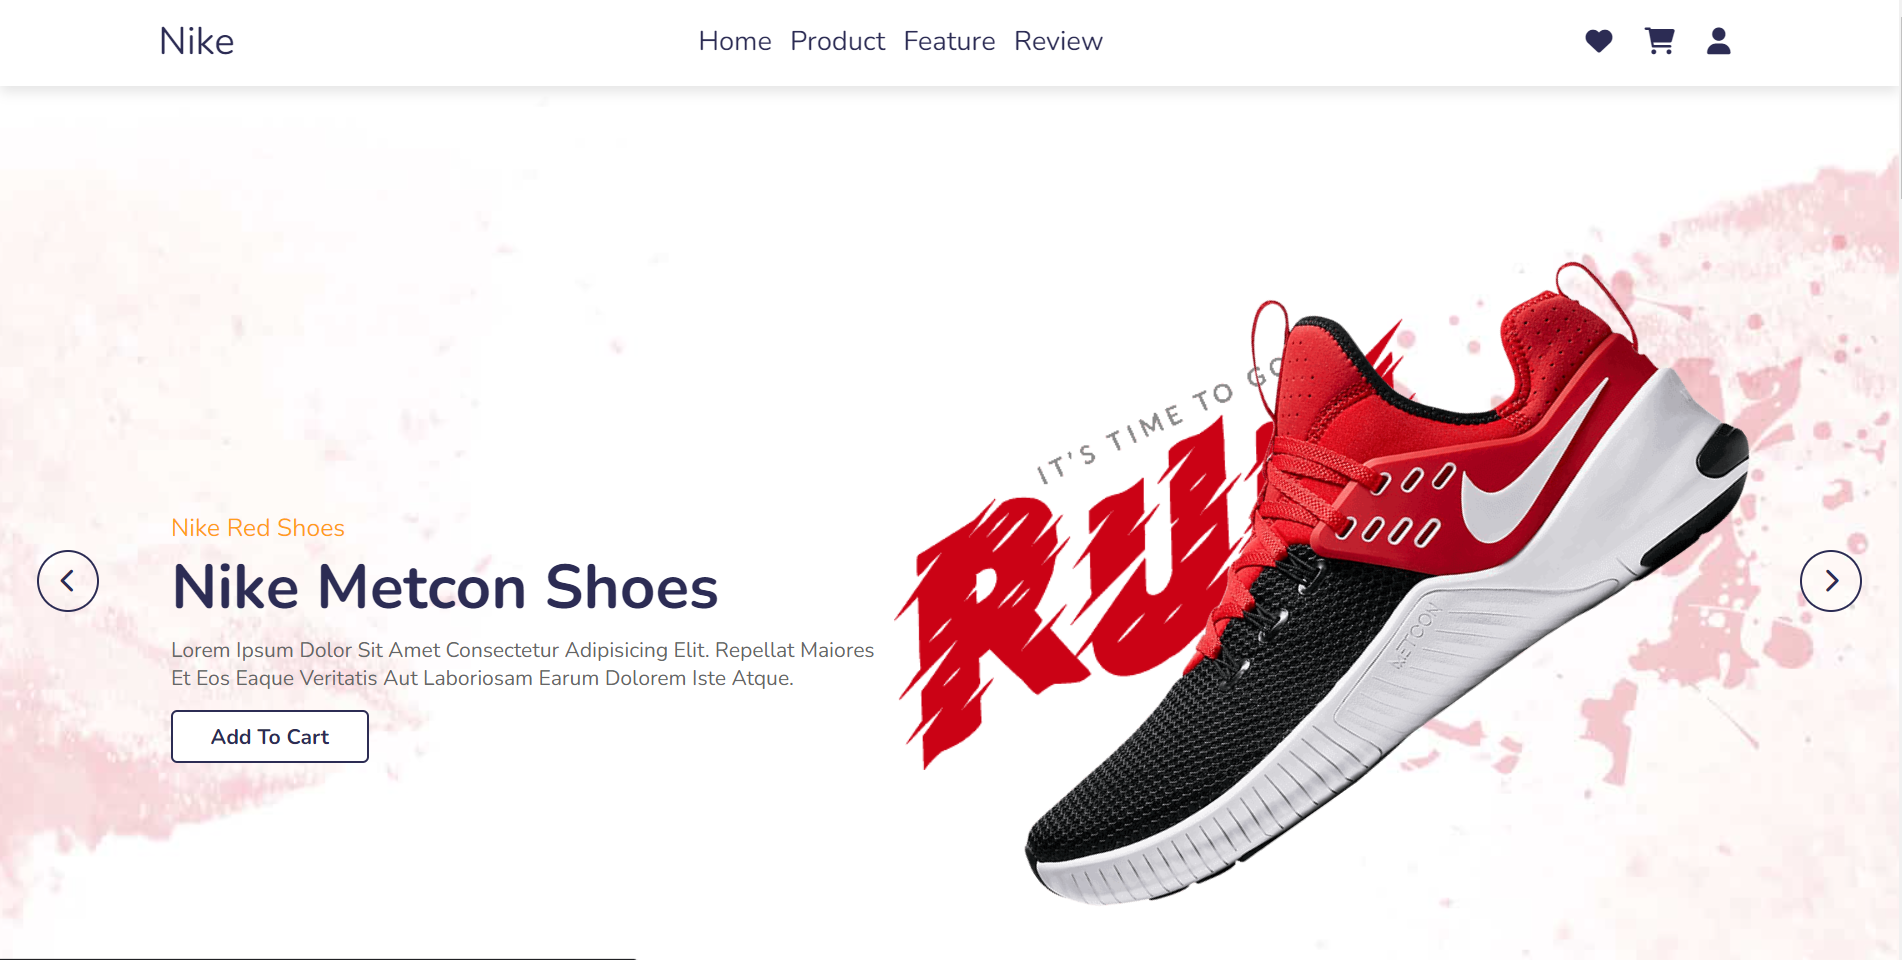 Nike
Home Product Feature Review
IT'S TIME TO GO
Nike Red Shoes
Nike Metcon Shoes
Lorem Ipsum Dolor Sit Amet Consectetur Adipisicing Elit. Repellat Maiores
Et Eos Eaque Veritatis Aut Laboriosam Earum Dolorem Iste Atque.
Add To Cart
METCON